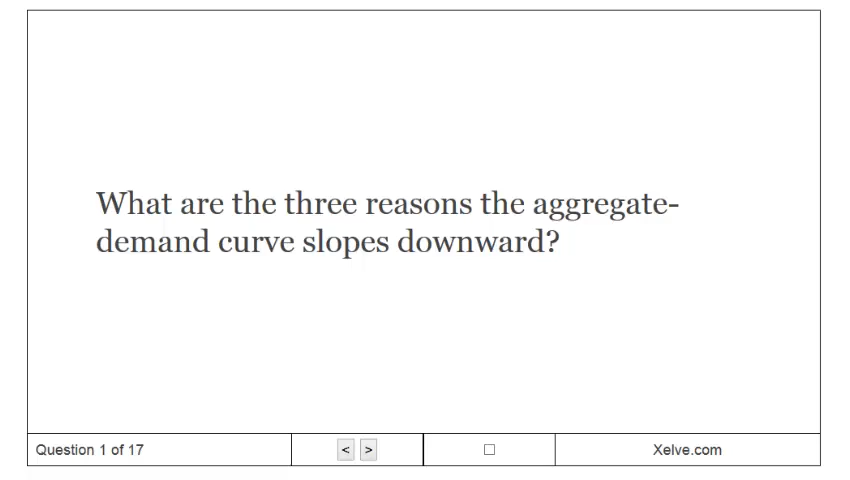 What are the three reasons the aggregate-
demand curve slopes downward?
Question 1 of 17
< >
Xelve.com